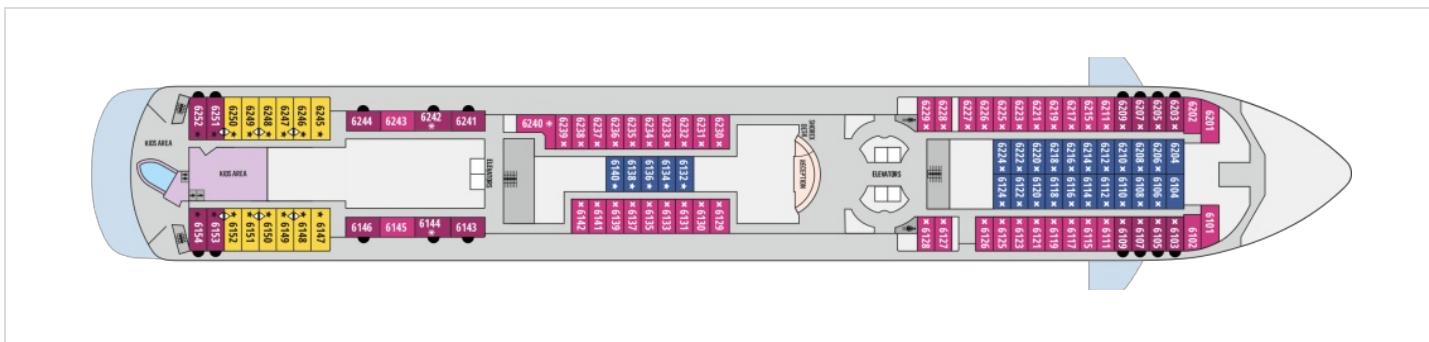 6252 6251 6250 6249 6248 6247 6246 6245
6244 6243 6242 6241
6240 6239 6238 6237 6236 6235 6234 6233 6232 6231 6230
6229 6228 6227 6226 6225 6223 6221 6219 6217 6215 6211 6209 6207 6205 6203 6202 6201
KIDS AREA
KIDS AREA
ELEVATORS
6140 6138 6136 6134 6132
RECEPTION
ELEVATORS
6224 6222 6220 6218 6216 6214 6212 6210 6208 6206 6204
6124 6122 6120 6118 6116 6114 6112 6110 6108 6106 6104
6154 6153 6152 6151 6150 6149 6148 6147
6146 6145 6144 6143
6142 6141 6139 6137 6135 6133 6131 6130 6129
6128 6127 6126 6125 6123 6121 6119 6117 6115 6111 6109 6107 6105 6103 6102 6101